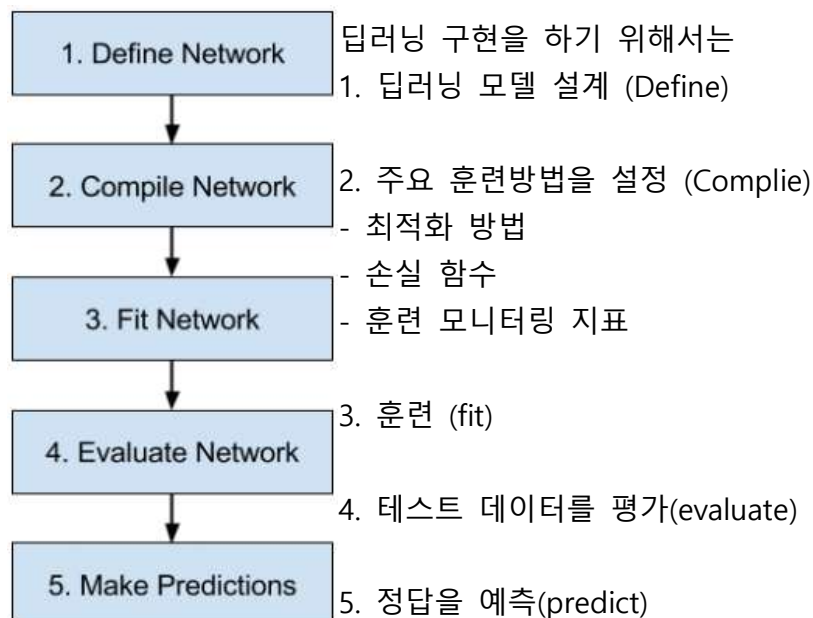 1. Define Network
2. Compile Network
3. Fit Network
4. Evaluate Network
5. Make Predictions
딥러닝 구현을 하기 위해서는
1. 딥러닝 모델 설계 (Define)
2. 주요 훈련방법을 설정 (Complie)
- 최적화 방법
- 손실 함수
- 훈련 모니터링 지표
3. 훈련 (fit)
4. 테스트 데이터를 평가(evaluate)
5. 정답을 예측(predict)